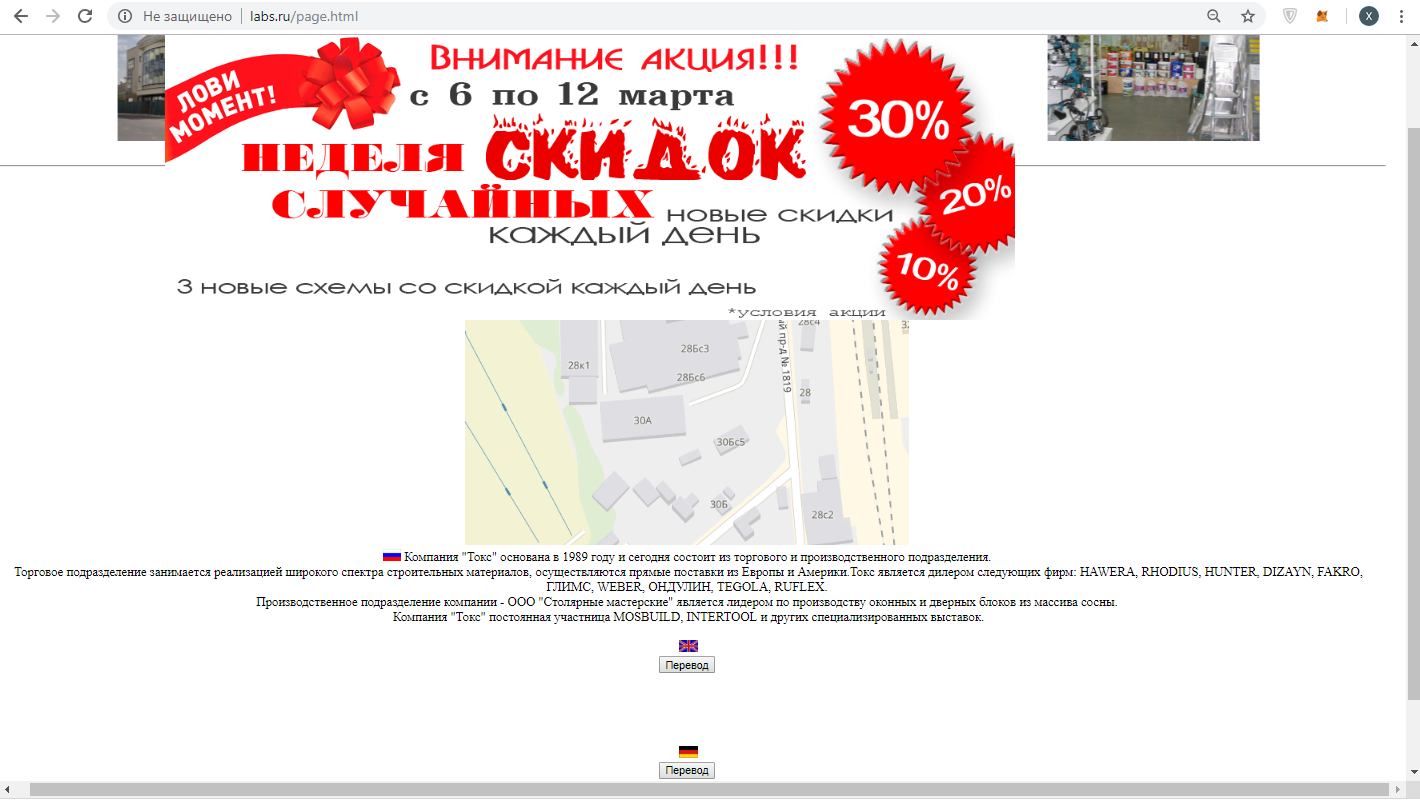 Не защищено
labs.ru/page.html
X
ЛОВИ
МОМЕНТ!
Внимание акция!!!
с 6 по 12 марта
НЕДЕЛЯ СКИДОК
СЛУЧАЙНЫХ
новые скидки
каждый день
3 новые схемы со скидкой каждый день
*условия акции
30%
20%
10%
28с4
28Бс3
28к1
28Бс6
ый пр-д № 1819
28
30А
30Бс5
30Б
28с2
Компания "Токс" основана в 1989 году и сегодня состоит из торгового и производственного подразделения.
Торговое подразделение занимается реализацией широкого спектра строительных материалов, осуществляются прямые поставки из Европы и Америки.Токс является дилером следующих фирм: HAWERA, RHODIUS, HUNTER, DIZAYN, FAKRO,
ГЛИМС, WEBER, ОНДУЛИН, TEGOLA, RUFLEX.
Производственное подразделение компании - ООО "Столярные мастерские" является лидером по производству оконных и дверных блоков из массива сосны.
Компания "Токс" постоянная участница MOSBUILD, INTERTOOL и других специализированных выставок.
Перевод
Перевод